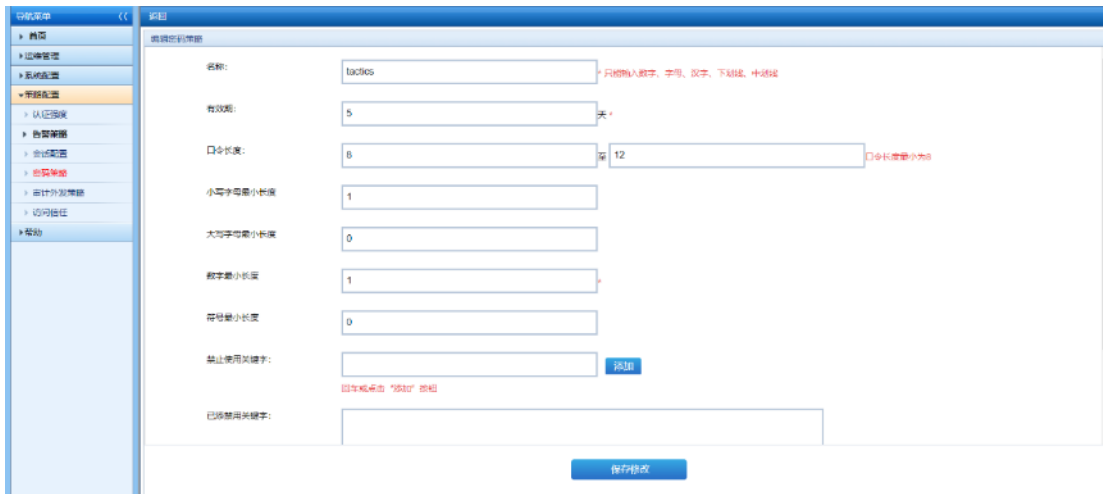 导航菜单 <<
返回
首页
编辑密码策略
运维管理
系统配置
策略配置
认证强度
告警策略
会话配置
密码策略
审计外发策略
访问信任
帮助
名称: tactics * 只能输入数字、字母、汉字、下划线、中划线
有效期: 5 天 *
口令长度: 8 至 12 口令长度最小为8
小写字母最小长度 1
大写字母最小长度 0
数字最小长度 1 *
符号最小长度 0
禁止使用关键字: 添加
回车或点击 "添加" 按钮
已添禁用关键字:
保存修改